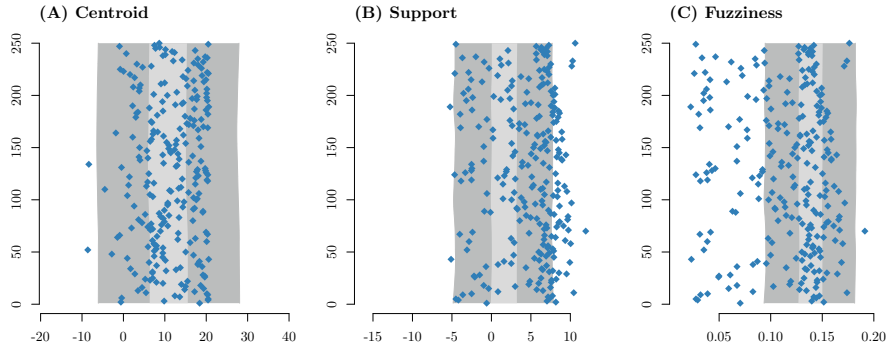 (A) Centroid
(B) Support
(C) Fuzziness
0 50 100 150 200 250
0 50 100 150 200 250
0 50 100 150 200 250
-20 -10 0 10 20 30 40
-15 -10 -5 0 5 10
0.05 0.10 0.15 0.20